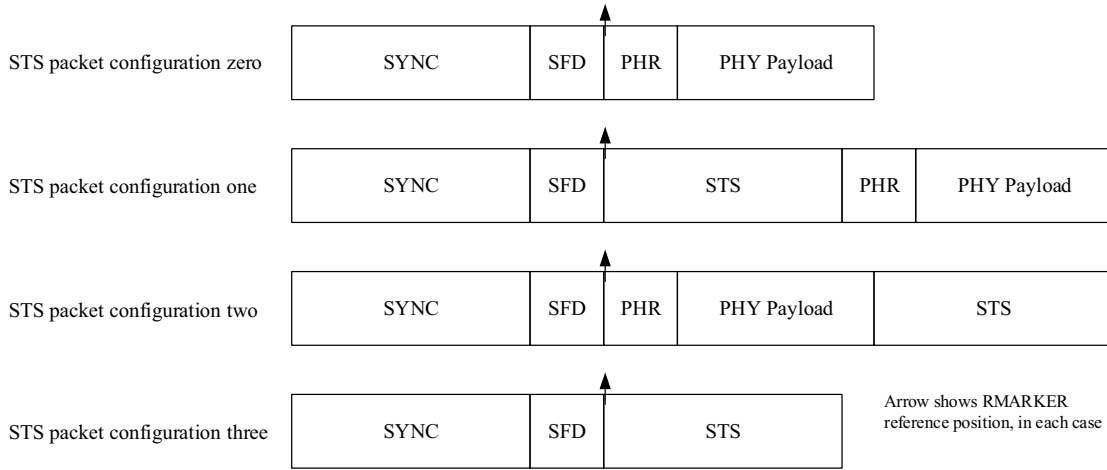 STS packet configuration zero SYNC SFD PHR PHY Payload
STS packet configuration one SYNC SFD STS PHR PHY Payload
STS packet configuration two SYNC SFD PHR PHY Payload STS
STS packet configuration three SYNC SFD STS
Arrow shows RMARKER
reference position, in each case